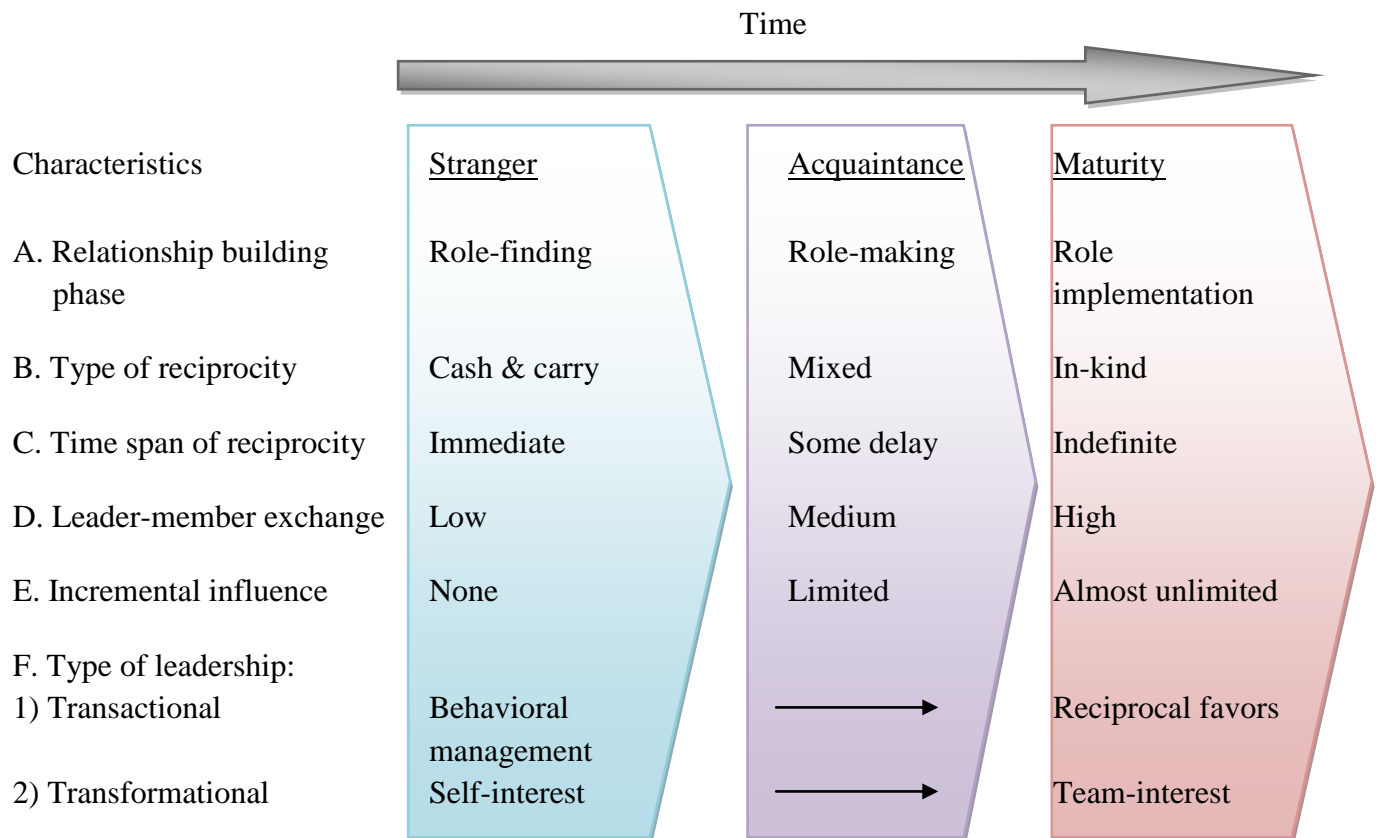 Time
Characteristics Stranger Acquaintance Maturity
A. Relationship building Role-finding Role-making Role
phase implementation
B. Type of reciprocity Cash & carry Mixed In-kind
C. Time span of reciprocity Immediate Some delay Indefinite
D. Leader-member exchange Low Medium High
E. Incremental influence None Limited Almost unlimited
F. Type of leadership:
1) Transactional Behavioral Reciprocal favors
management
2) Transformational Self-interest Team-interest